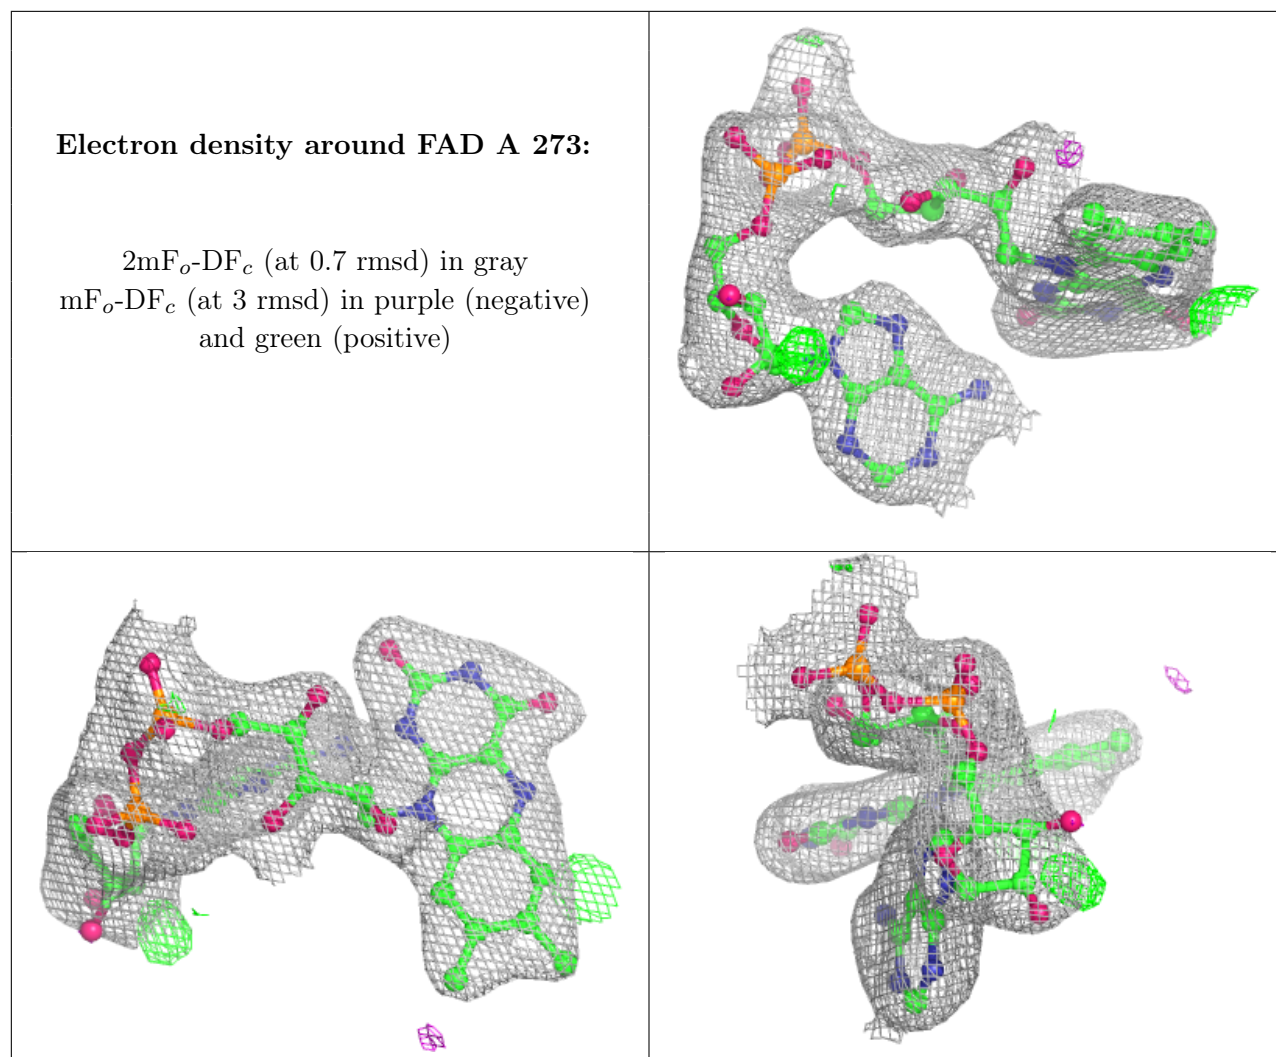 Electron density around FAD A 273:
2mFo-DFc (at 0.7 rmsd) in gray
mFo-DFc (at 3 rmsd) in purple (negative)
and green (positive)